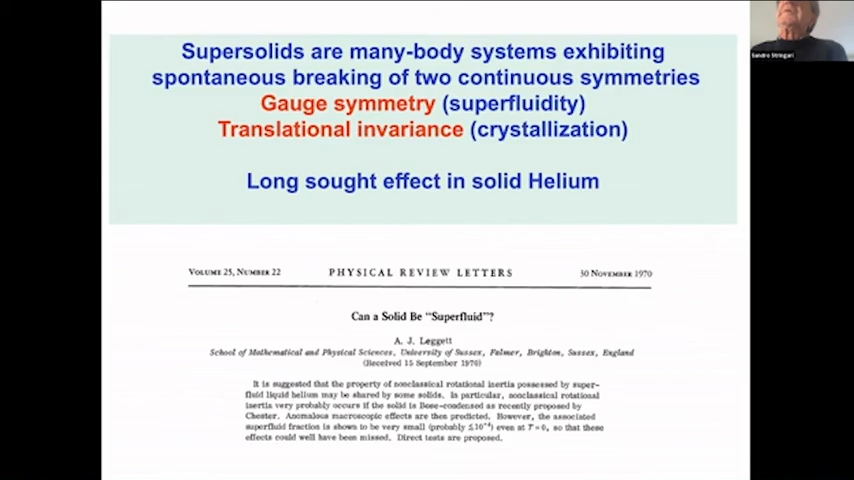 Supersolids are many-body systems exhibiting
spontaneous breaking of two continuous symmetries
Gauge symmetry (superfluidity)
Translational invariance (crystallization)
Long sought effect in solid Helium
VOLUME 25, NUMBER 22 PHYSICAL REVIEW LETTERS 30 NOVEMBER 1970
Can a Solid Be "Superfluid"?
A. J. Leggett
School of Mathematical and Physical Sciences, University of Sussex, Falmer, Brighton, Sussex, England
(Received 15 September 1970)
It is suggested that the property of nonclassical rotational inertia possessed by super-
fluid liquid helium may be shared by some solids. In particular, nonclassical rotational
inertia very probably occurs if the solid is Bose-condensed as recently proposed by
Chester. Anomalous macroscopic effects are then predicted. However, the associated
superfluid fraction is shown to be very small (probably ≲10⁻⁴) even at T = 0, so that these
effects could well have been missed. Direct tests are proposed.
Sandro Stringari